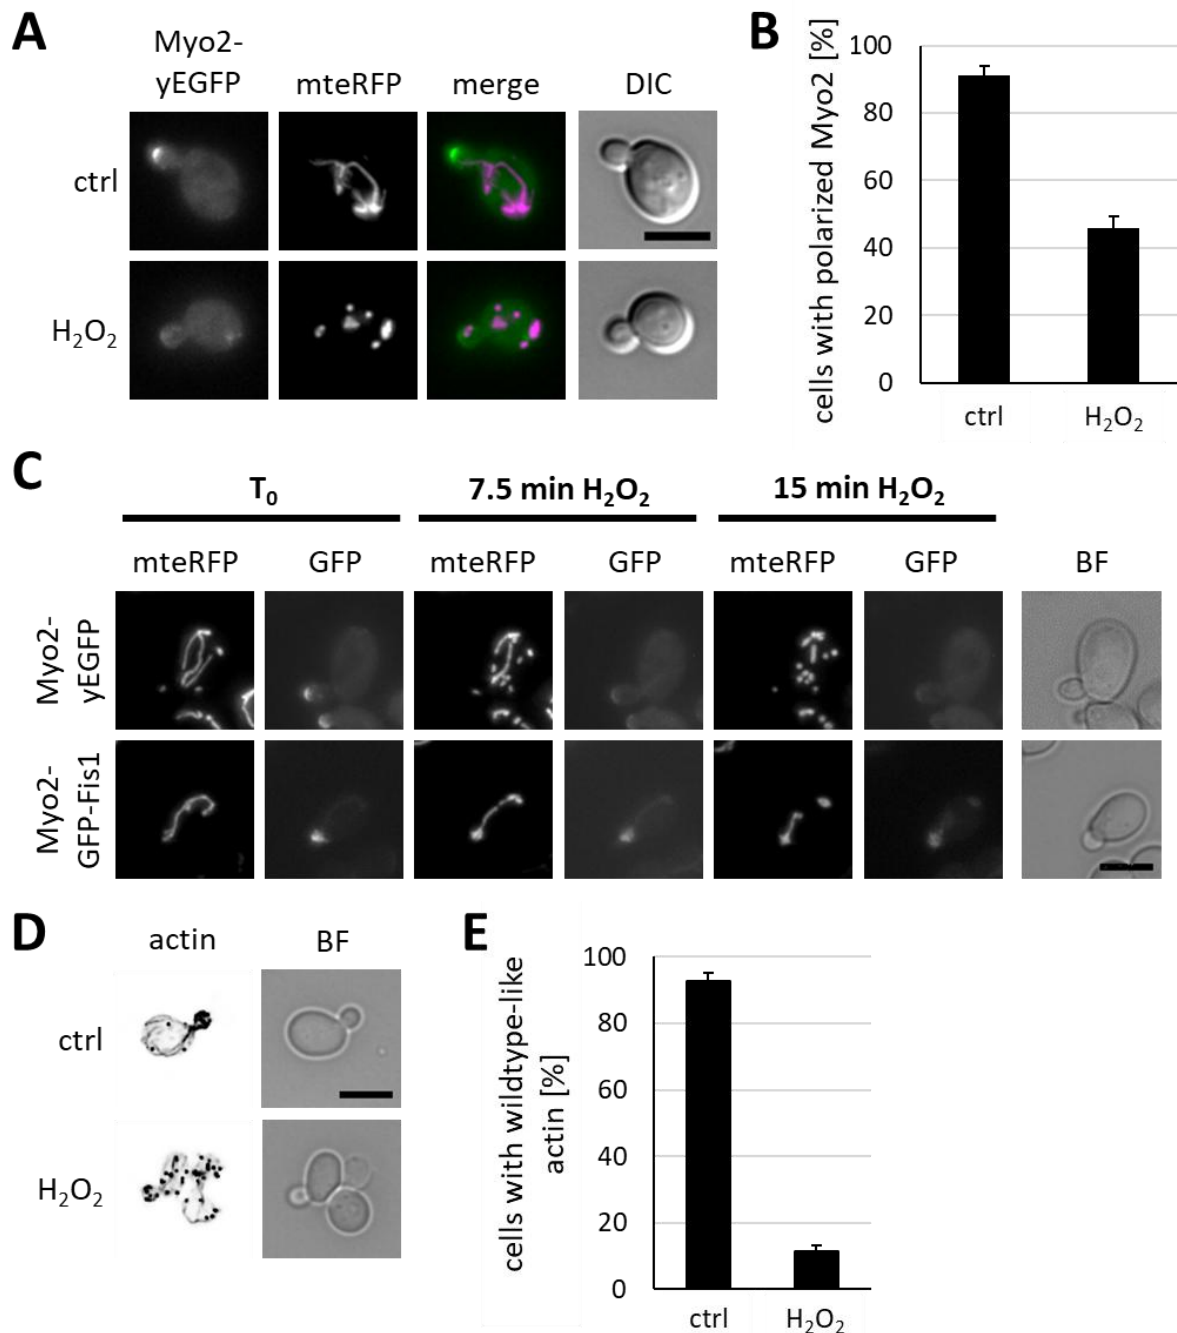 A
Myo2-
yEGFP
mteRFP
merge
DIC
ctrl
H₂O₂
B
cells with polarized Myo2 [%]
100
80
60
40
20
0
ctrl
H₂O₂
C
T₀
7.5 min H₂O₂
15 min H₂O₂
mteRFP
GFP
mteRFP
GFP
mteRFP
GFP
BF
Myo2-
yEGFP
Myo2-
GFP-Fis1
D
actin
BF
ctrl
H₂O₂
E
cells with wildtype-like
actin [%]
100
80
60
40
20
0
ctrl
H₂O₂